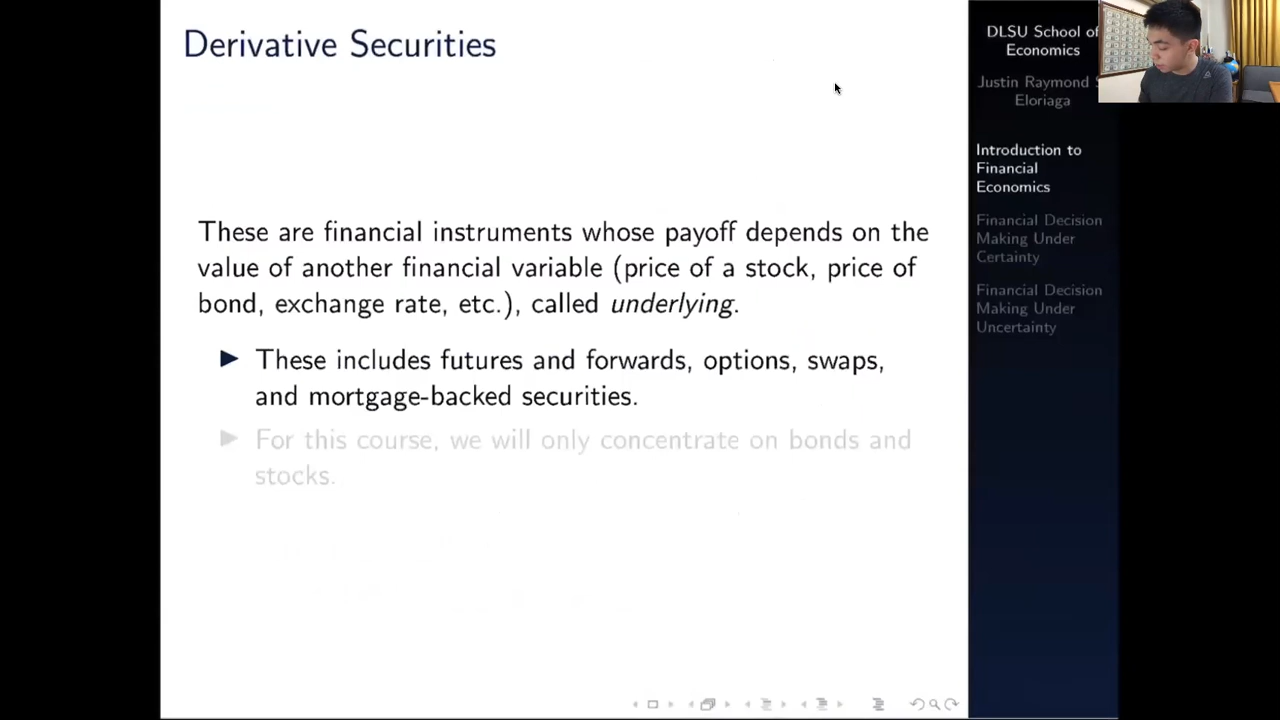 Derivative Securities
These are financial instruments whose payoff depends on the
value of another financial variable (price of a stock, price of
bond, exchange rate, etc.), called underlying.
These includes futures and forwards, options, swaps,
and mortgage-backed securities.
For this course, we will only concentrate on bonds and
stocks.
DLSU School of
Economics
Justin Raymond S
Eloriaga
Introduction to
Financial
Economics
Financial Decision
Making Under
Certainty
Financial Decision
Making Under
Uncertainty